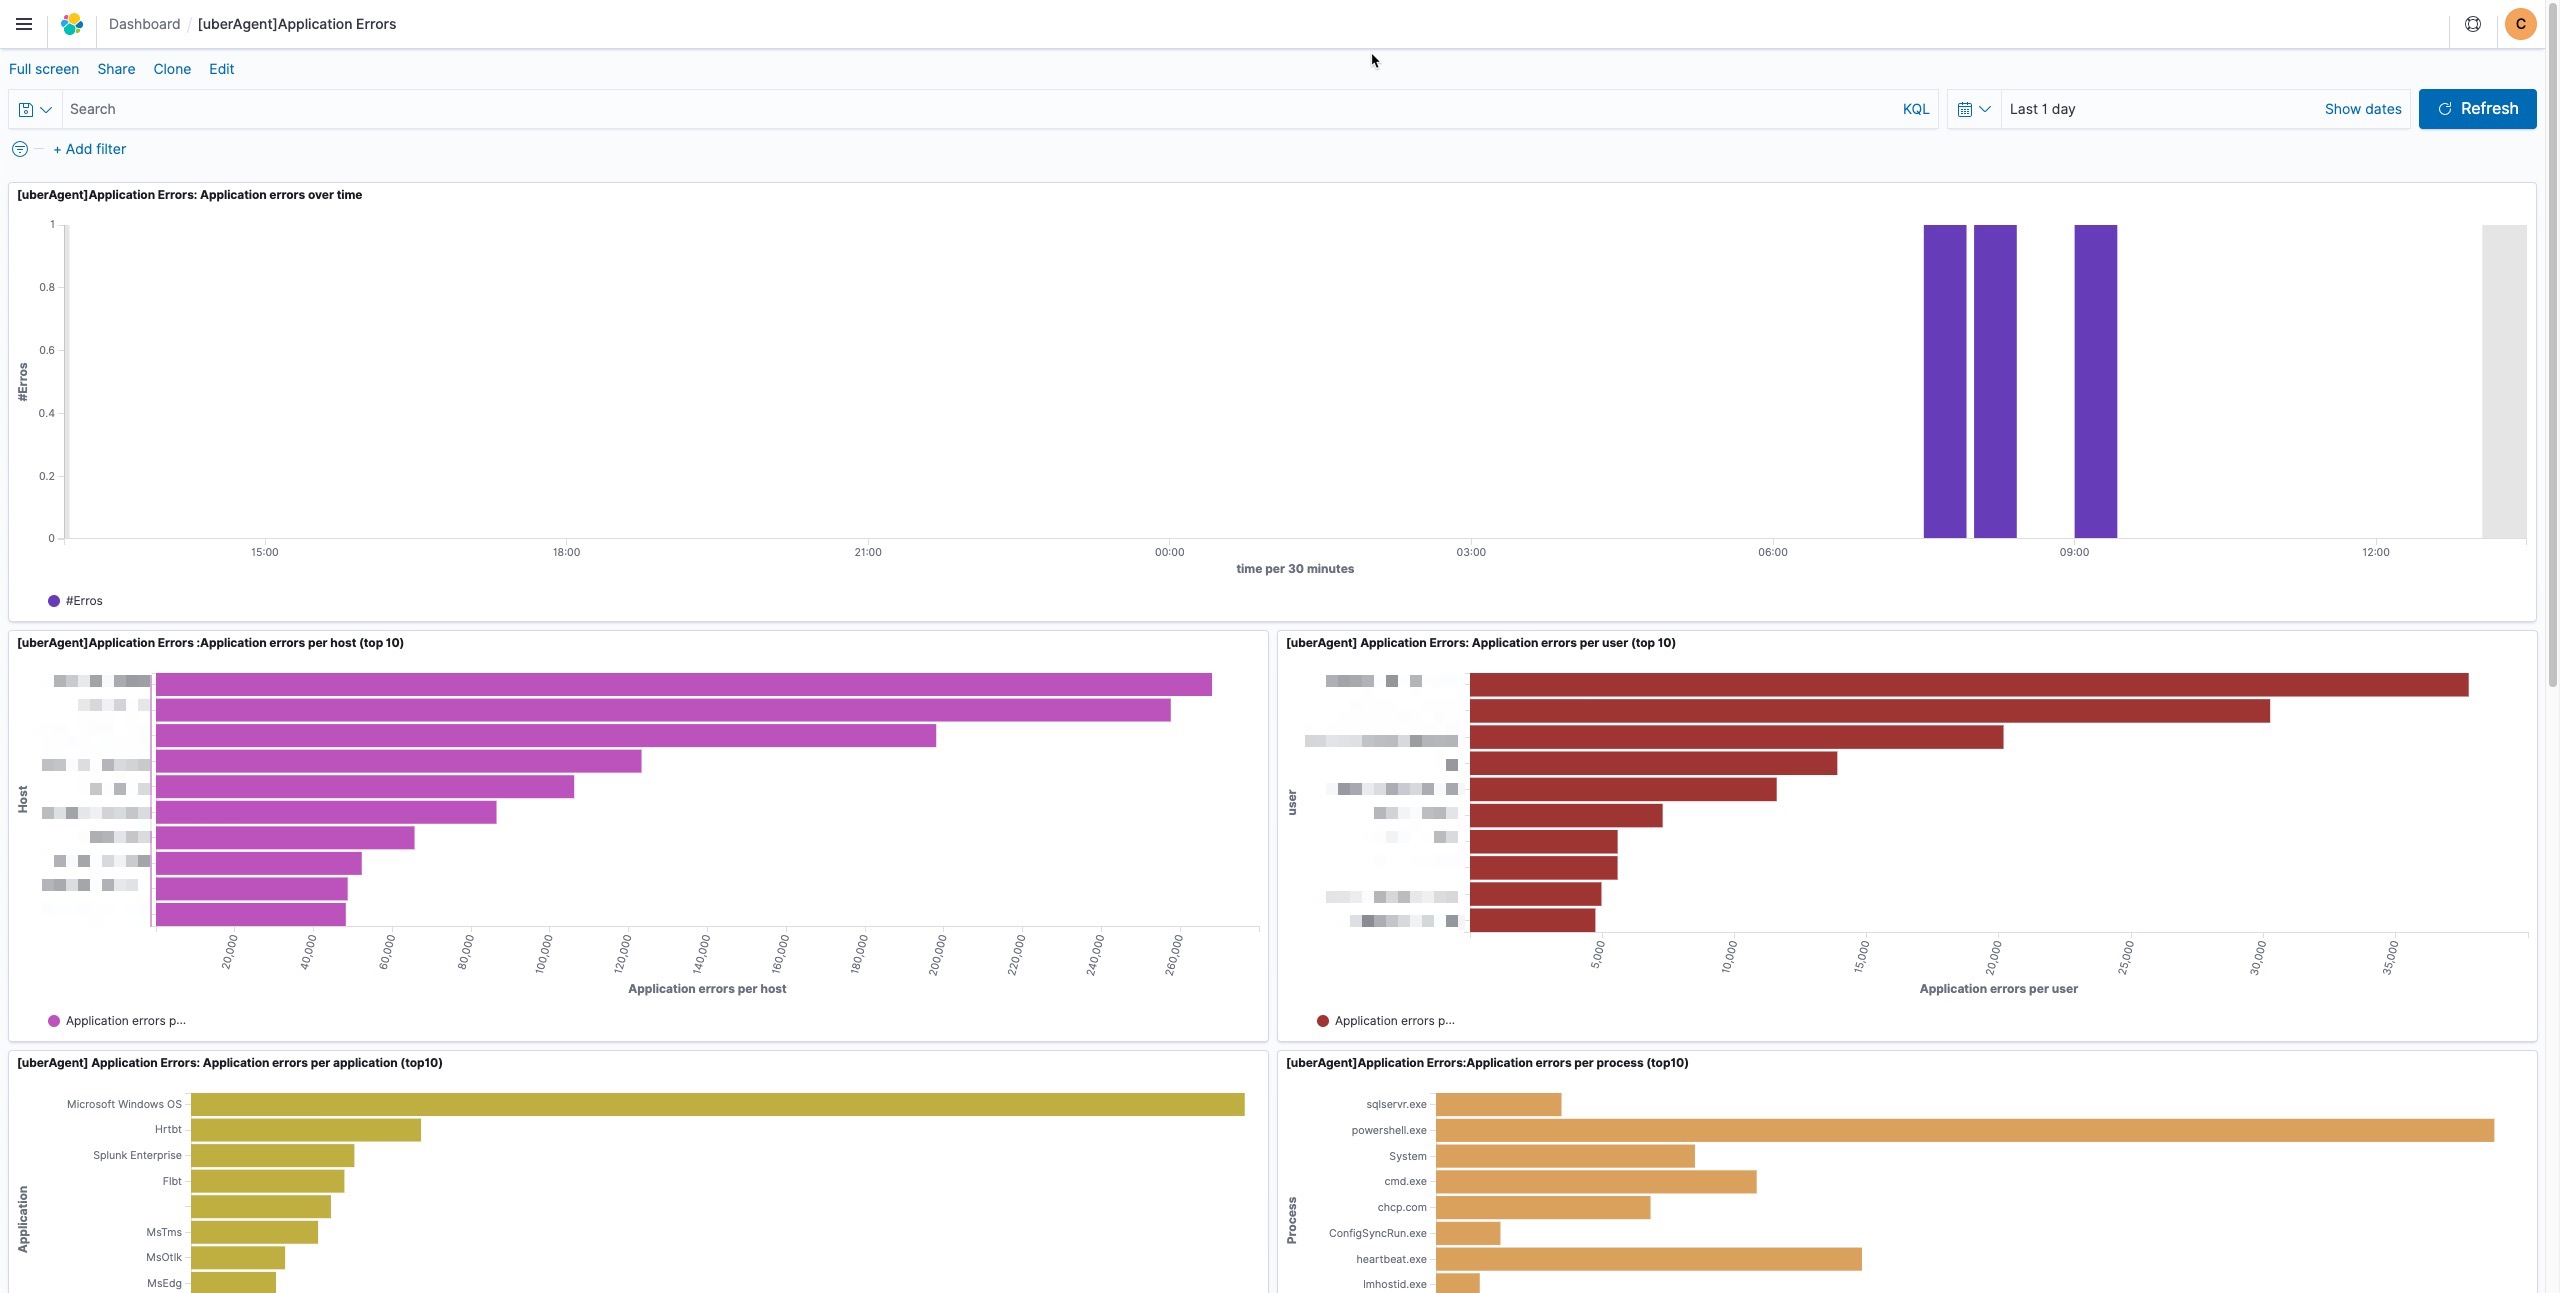 Dashboard / [uberAgent]Application Errors
C
Full screen Share Clone Edit
Search KQL Last 1 day Show dates Refresh
+ Add filter
[uberAgent]Application Errors: Application errors over time
1
0.8
0.6
0.4
0.2
0
#Erros
15:00 18:00 21:00 00:00 03:00 06:00 09:00 12:00
time per 30 minutes
#Erros
[uberAgent]Application Errors :Application errors per host (top 10)
Host
20,000 40,000 60,000 80,000 100,000 120,000 140,000 160,000 180,000 200,000 220,000 240,000 260,000
Application errors per host
Application errors p...
[uberAgent] Application Errors: Application errors per user (top 10)
user
5,000 10,000 15,000 20,000 25,000 30,000 35,000
Application errors per user
Application errors p...
[uberAgent] Application Errors: Application errors per application (top10)
Application
Microsoft Windows OS
Hrtbt
Splunk Enterprise
Flbt
MsTms
MsOtlk
MsEdg
[uberAgent]Application Errors:Application errors per process (top10)
Process
sqlservr.exe
powershell.exe
System
cmd.exe
chcp.com
ConfigSyncRun.exe
heartbeat.exe
lmhostid.exe